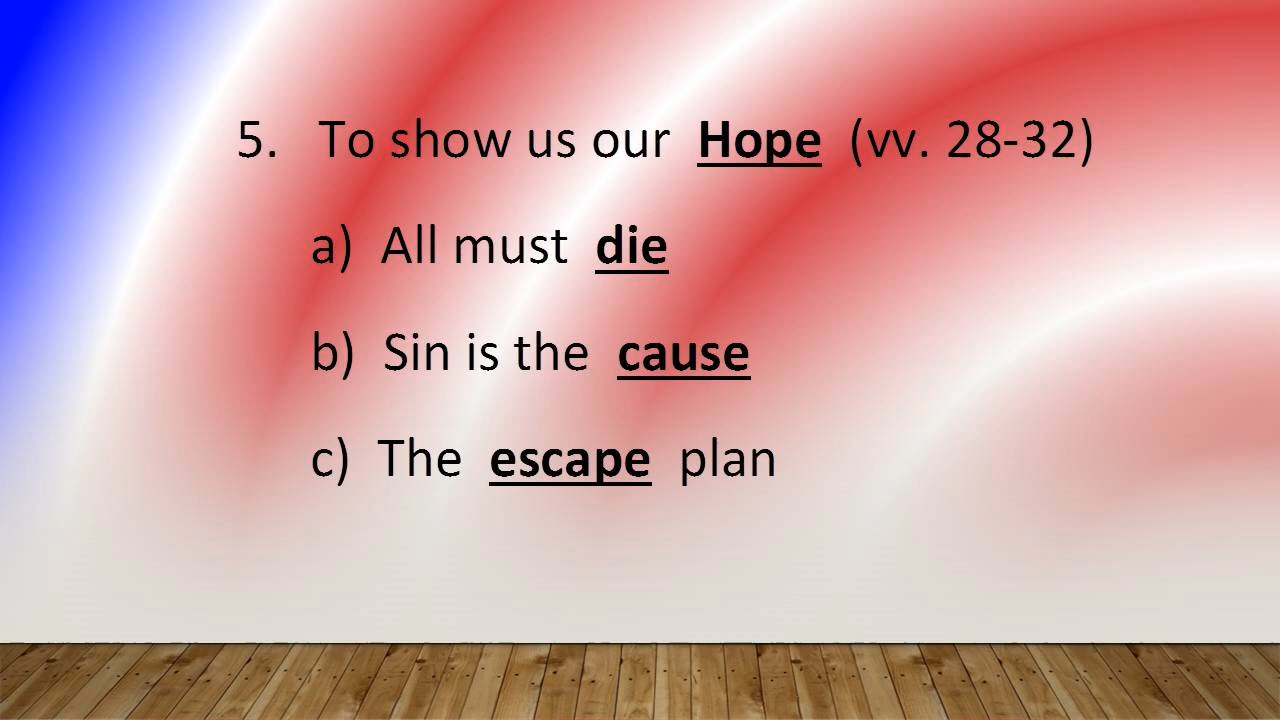 5. To show us our Hope (vv. 28-32)
a) All must die
b) Sin is the cause
c) The escape plan